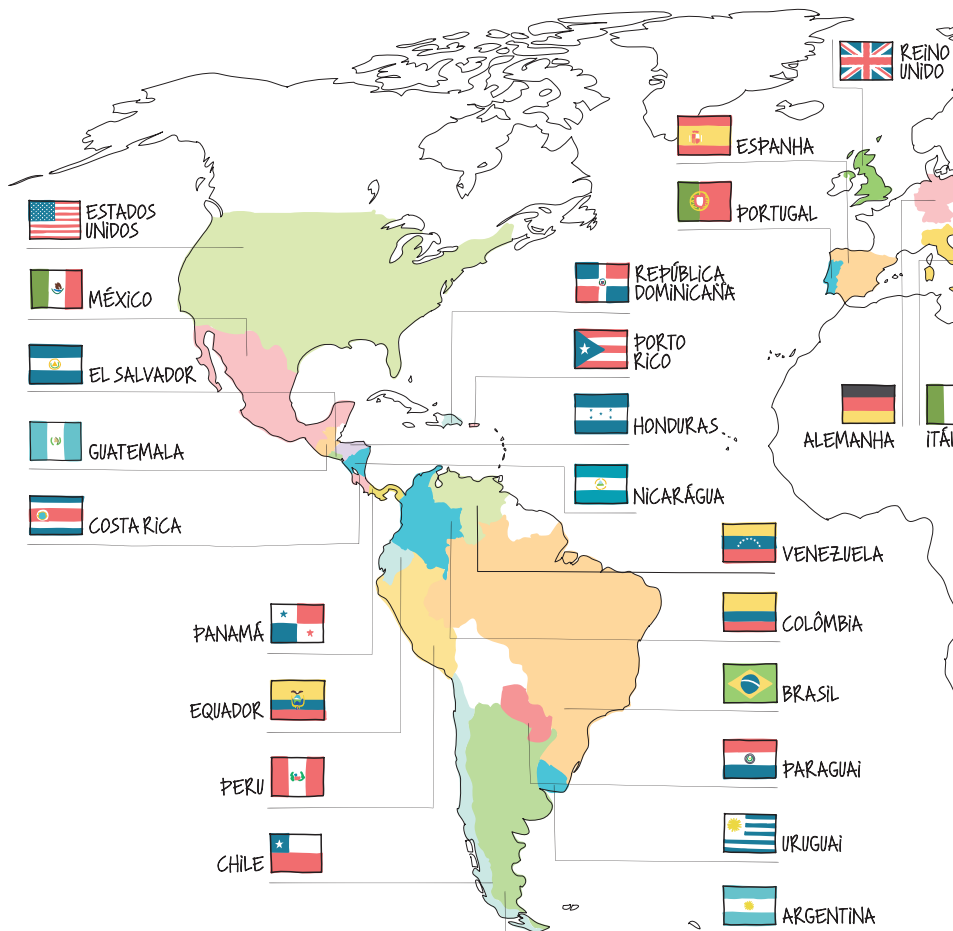 REINO
UNIDO
ESPANHA
PORTUGAL
ESTADOS
UNIDOS
MÉXICO
EL SALVADOR
GUATEMALA
COSTA RICA
REPÚBLICA
DOMINICANA
PORTO
RICO
HONDURAS
NICARÁGUA
ALEMANHA
ITÁ
VENEZUELA
COLÔMBIA
BRASIL
PARAGUAI
URUGUAI
ARGENTINA
PANAMÁ
EQUADOR
PERU
CHILE